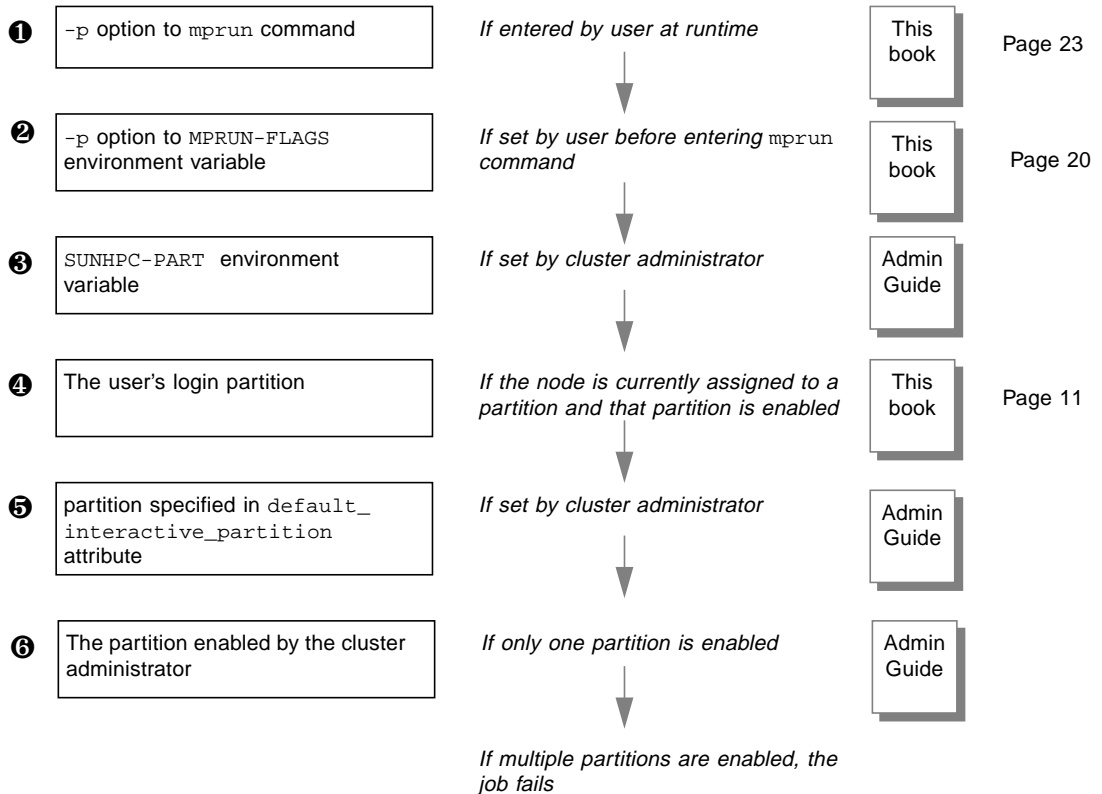 ❶ -p option to mprun command
If entered by user at runtime
This
book
Page 23
❷ -p option to MPRUN-FLAGS
environment variable
If set by user before entering mprun
command
This
book
Page 20
❸ SUNHPC-PART environment
variable
If set by cluster administrator
Admin
Guide
❹ The user's login partition
If the node is currently assigned to a
partition and that partition is enabled
This
book
Page 11
❺ partition specified in default_
interactive_partition
attribute
If set by cluster administrator
Admin
Guide
❻ The partition enabled by the cluster
administrator
If only one partition is enabled
Admin
Guide
If multiple partitions are enabled, the
job fails